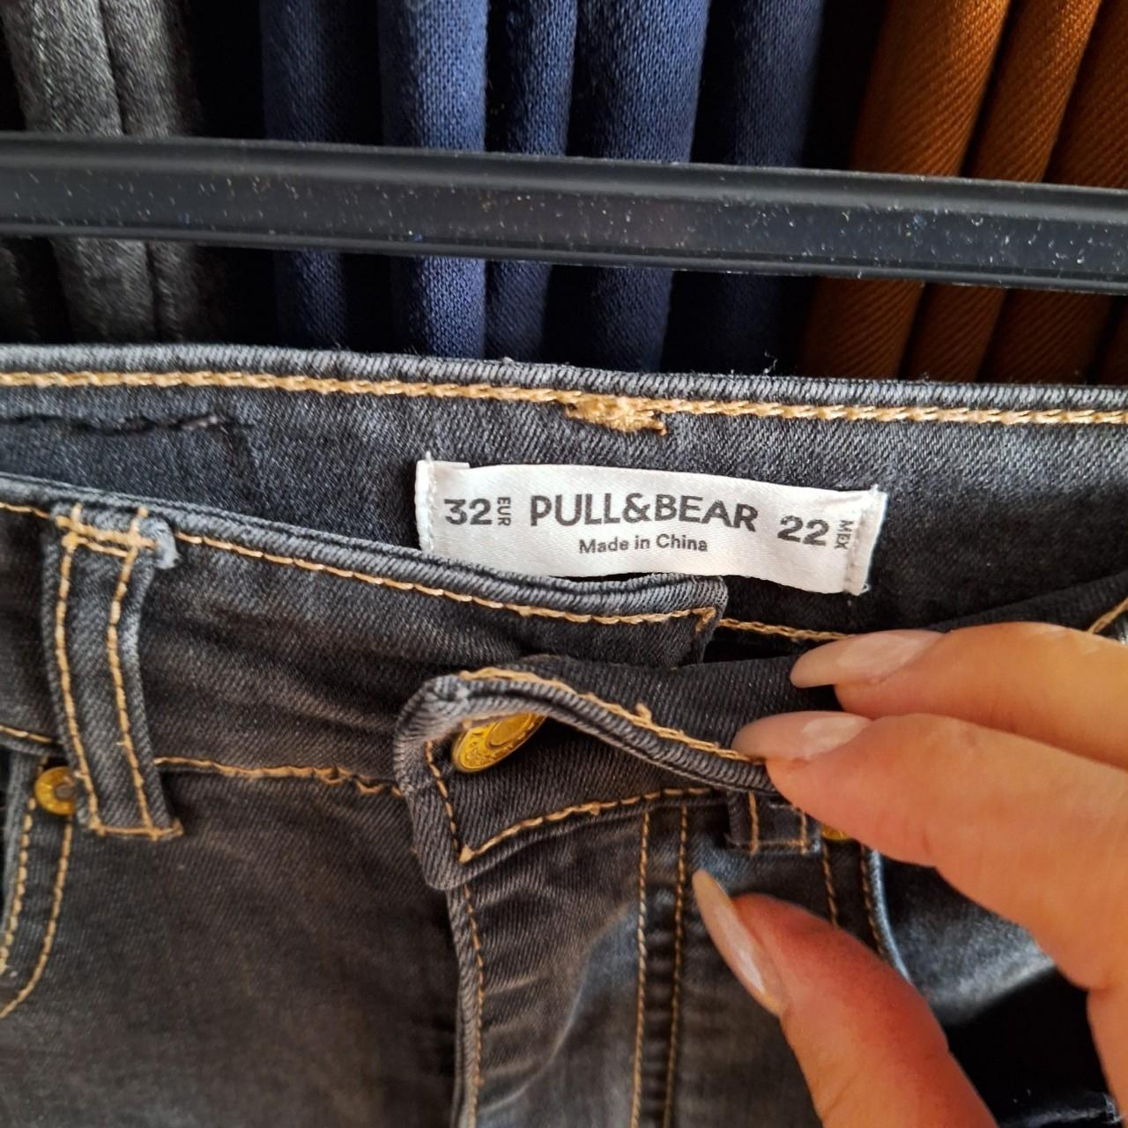 32 EUR PULL&BEAR 22 MEX
Made in China